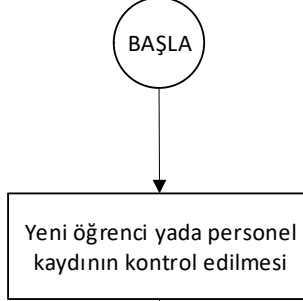 BAŞLA
Yeni öğrenci yada personel
kaydının kontrol edilmesi